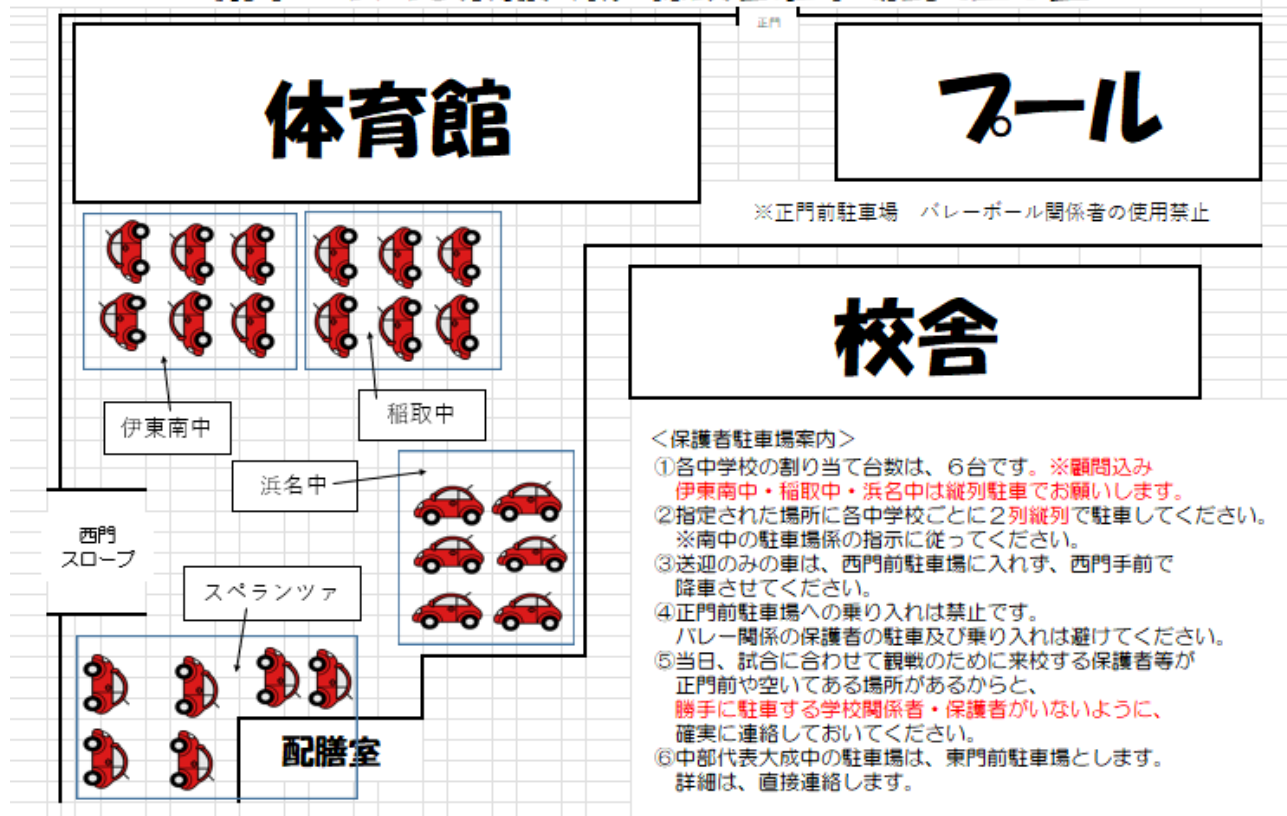 正門
体育館
プール
※正門前駐車場　バレーボール関係者の使用禁止
校舎
伊東南中
稲取中
浜名中
西門
スロープ
スペランツァ
配膳室
＜保護者駐車場案内＞
①各中学校の割り当て台数は、６台です。※顧問込み
伊東南中・稲取中・浜名中は縦列駐車でお願いします。
②指定された場所に各中学校ごとに２列縦列で駐車してください。
※南中の駐車場係の指示に従ってください。
③送迎のみの車は、西門前駐車場に入れず、西門手前で
降車させてください。
④正門前駐車場への乗り入れは禁止です。
バレー関係の保護者の駐車及び乗り入れは避けてください。
⑤当日、試合に合わせて観戦のために来校する保護者等が
正門前や空いてある場所があるからと、
勝手に駐車する学校関係者・保護者がいないように、
確実に連絡しておいてください。
⑥中部代表大成中の駐車場は、東門前駐車場とします。
詳細は、直接連絡します。